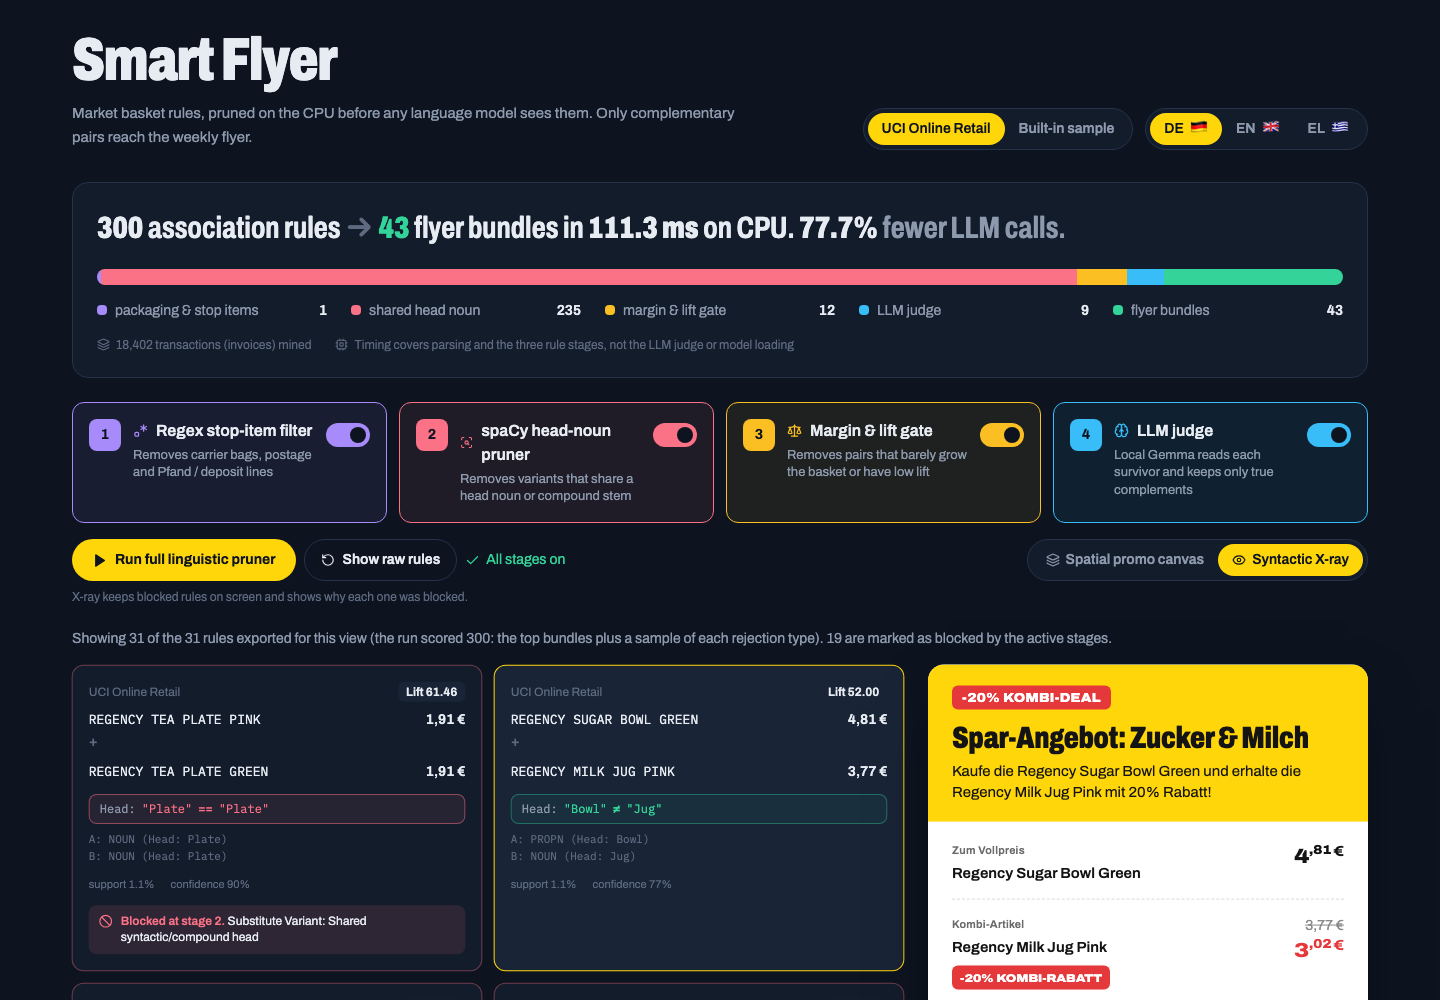 Smart Flyer
Market basket rules, pruned on the CPU before any language model sees them. Only complementary
pairs reach the weekly flyer.
UCI Online Retail
Built-in sample
DE 🇩🇪
EN 🇬🇧
EL 🇬🇷
300 association rules → 43 flyer bundles in 111.3 ms on CPU. 77.7% fewer LLM calls.
packaging & stop items 1
shared head noun 235
margin & lift gate 12
LLM judge 9
flyer bundles 43
18,402 transactions (invoices) mined
Timing covers parsing and the three rule stages, not the LLM judge or model loading
1
Regex stop-item filter
Removes carrier bags, postage
and Pfand / deposit lines
2
spaCy head-noun
pruner
Removes variants that share a
head noun or compound stem
3
Margin & lift gate
Removes pairs that barely grow
the basket or have low lift
4
LLM judge
Local Gemma reads each
survivor and keeps only true
complements
Run full linguistic pruner
Show raw rules
All stages on
Spatial promo canvas
Syntactic X-ray
X-ray keeps blocked rules on screen and shows why each one was blocked.
Showing 31 of the 31 rules exported for this view (the run scored 300: the top bundles plus a sample of each rejection type). 19 are marked as blocked by the active stages.
UCI Online Retail
Lift 61.46
REGENCY TEA PLATE PINK 1,91 €
+
REGENCY TEA PLATE GREEN 1,91 €
Head: "Plate" == "Plate"
A: NOUN (Head: Plate)
B: NOUN (Head: Plate)
support 1.1% confidence 90%
Blocked at stage 2. Substitute Variant: Shared
syntactic/compound head
UCI Online Retail
Lift 52.00
REGENCY SUGAR BOWL GREEN 4,81 €
+
REGENCY MILK JUG PINK 3,77 €
Head: "Bowl" ≠ "Jug"
A: PROPN (Head: Bowl)
B: NOUN (Head: Jug)
support 1.1% confidence 77%
-20% KOMBI-DEAL
Spar-Angebot: Zucker & Milch
Kaufe die Regency Sugar Bowl Green und erhalte die
Regency Milk Jug Pink mit 20% Rabatt!
Zum Vollpreis
Regency Sugar Bowl Green
4,81 €
Kombi-Artikel
3,77 €
Regency Milk Jug Pink
3,02 €
-20% KOMBI-RABATT